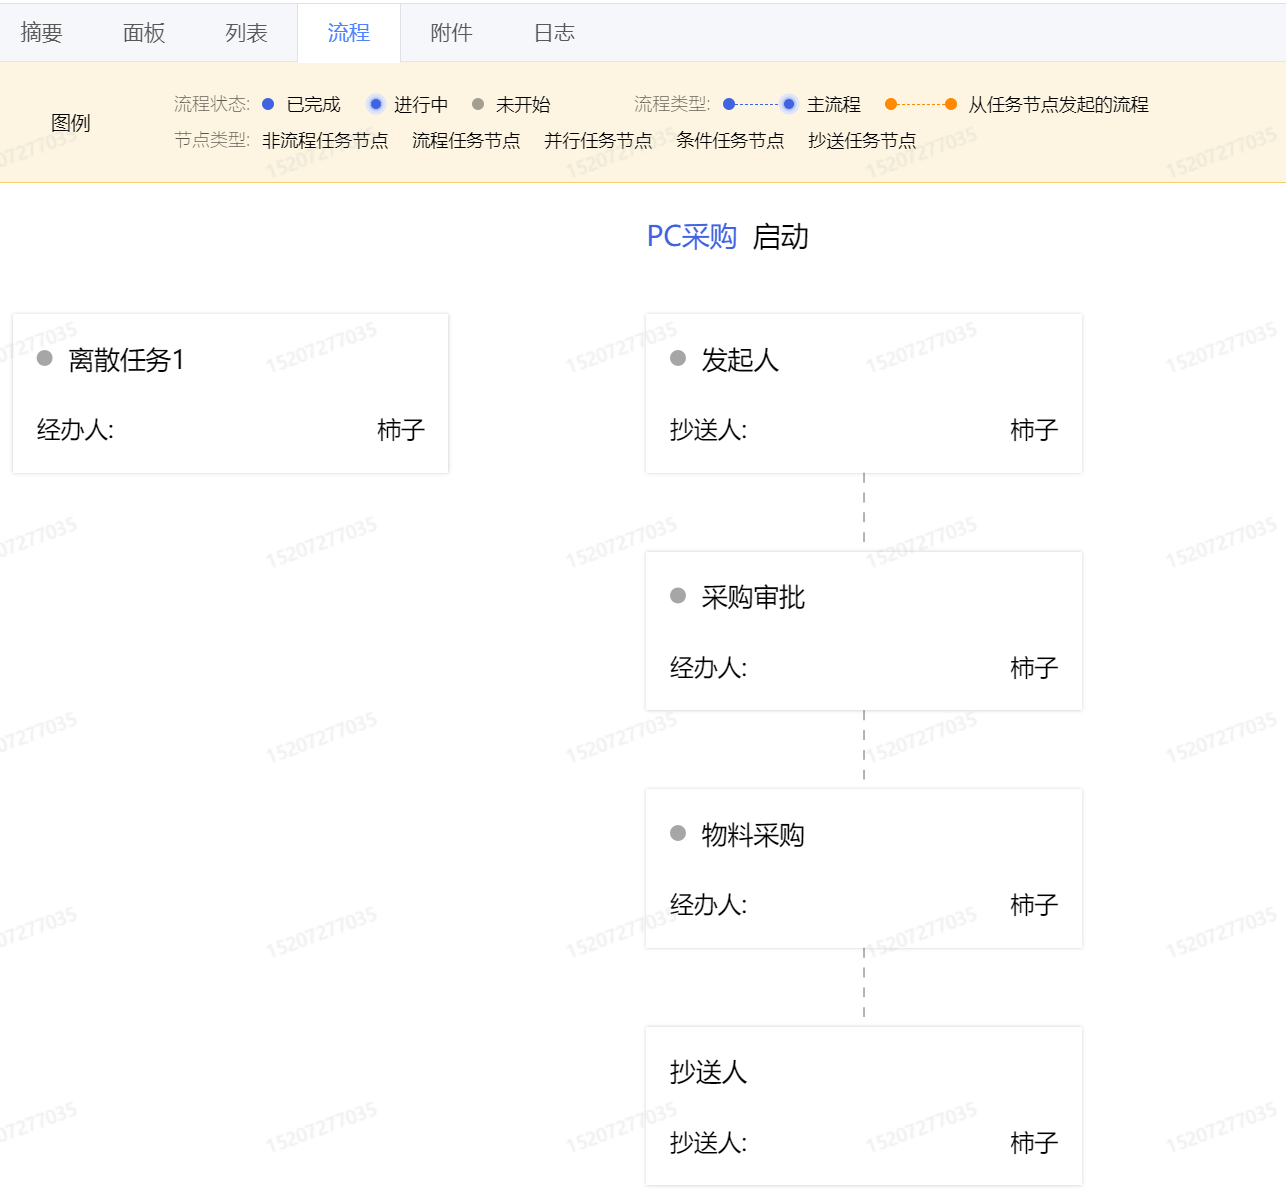 摘要 面板 列表 流程 附件 日志
图例
流程状态: 已完成 进行中 未开始 流程类型: 主流程 从任务节点发起的流程
节点类型: 非流程任务节点 流程任务节点 并行任务节点 条件任务节点 抄送任务节点
PC采购 启动
离散任务1
经办人: 柿子
发起人
抄送人: 柿子
采购审批
经办人: 柿子
物料采购
经办人: 柿子
抄送人
抄送人: 柿子
15207277035